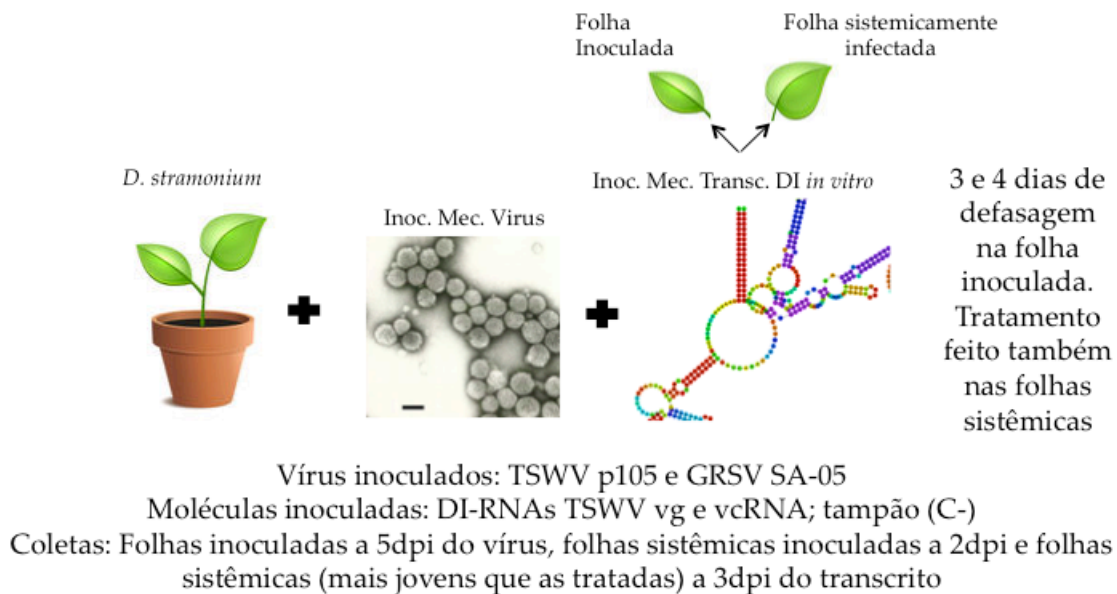 Folha
Inoculada
Folha sistemicamente
infectada
D. stramonium
Inoc. Mec. Virus
Inoc. Mec. Transc. DI in vitro
3 e 4 dias de
defasagem
na folha
inoculada.
Tratamento
feito também
nas folhas
sistêmicas
Vírus inoculados: TSWV p105 e GRSV SA-05
Moléculas inoculadas: DI-RNAs TSWV vg e vcRNA; tampão (C-)
Coletas: Folhas inoculadas a 5dpi do vírus, folhas sistêmicas inoculadas a 2dpi e folhas
sistêmicas (mais jovens que as tratadas) a 3dpi do transcrito